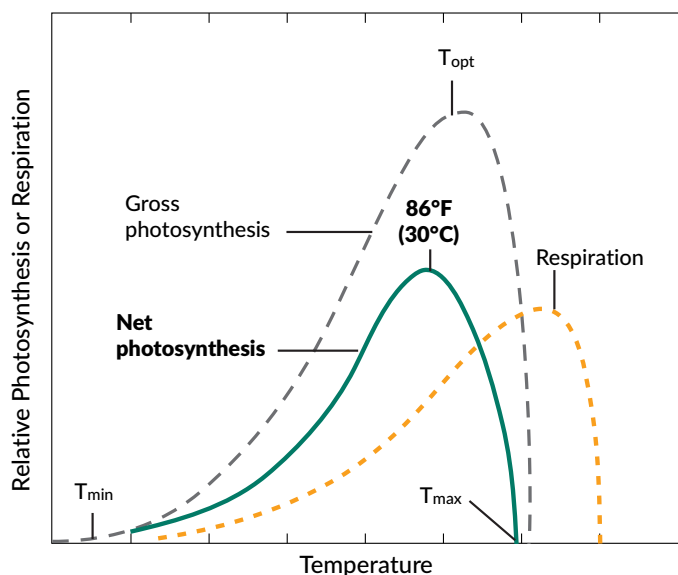 Relative Photosynthesis or Respiration
Topt
Gross
photosynthesis
86°F
(30°C)
Respiration
Net
photosynthesis
Tmin
Tmax
Temperature